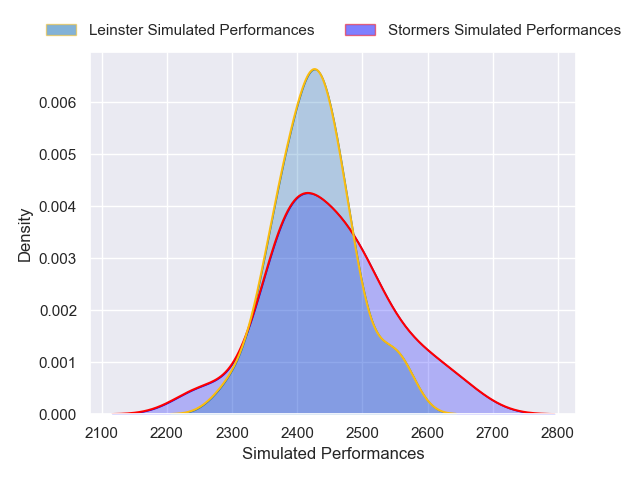 Leinster Simulated Performances Stormers Simulated Performances
0.006
0.005
0.004
0.003
0.002
0.001
0.000
Density
2100 2200 2300 2400 2500 2600 2700 2800
Simulated Performances